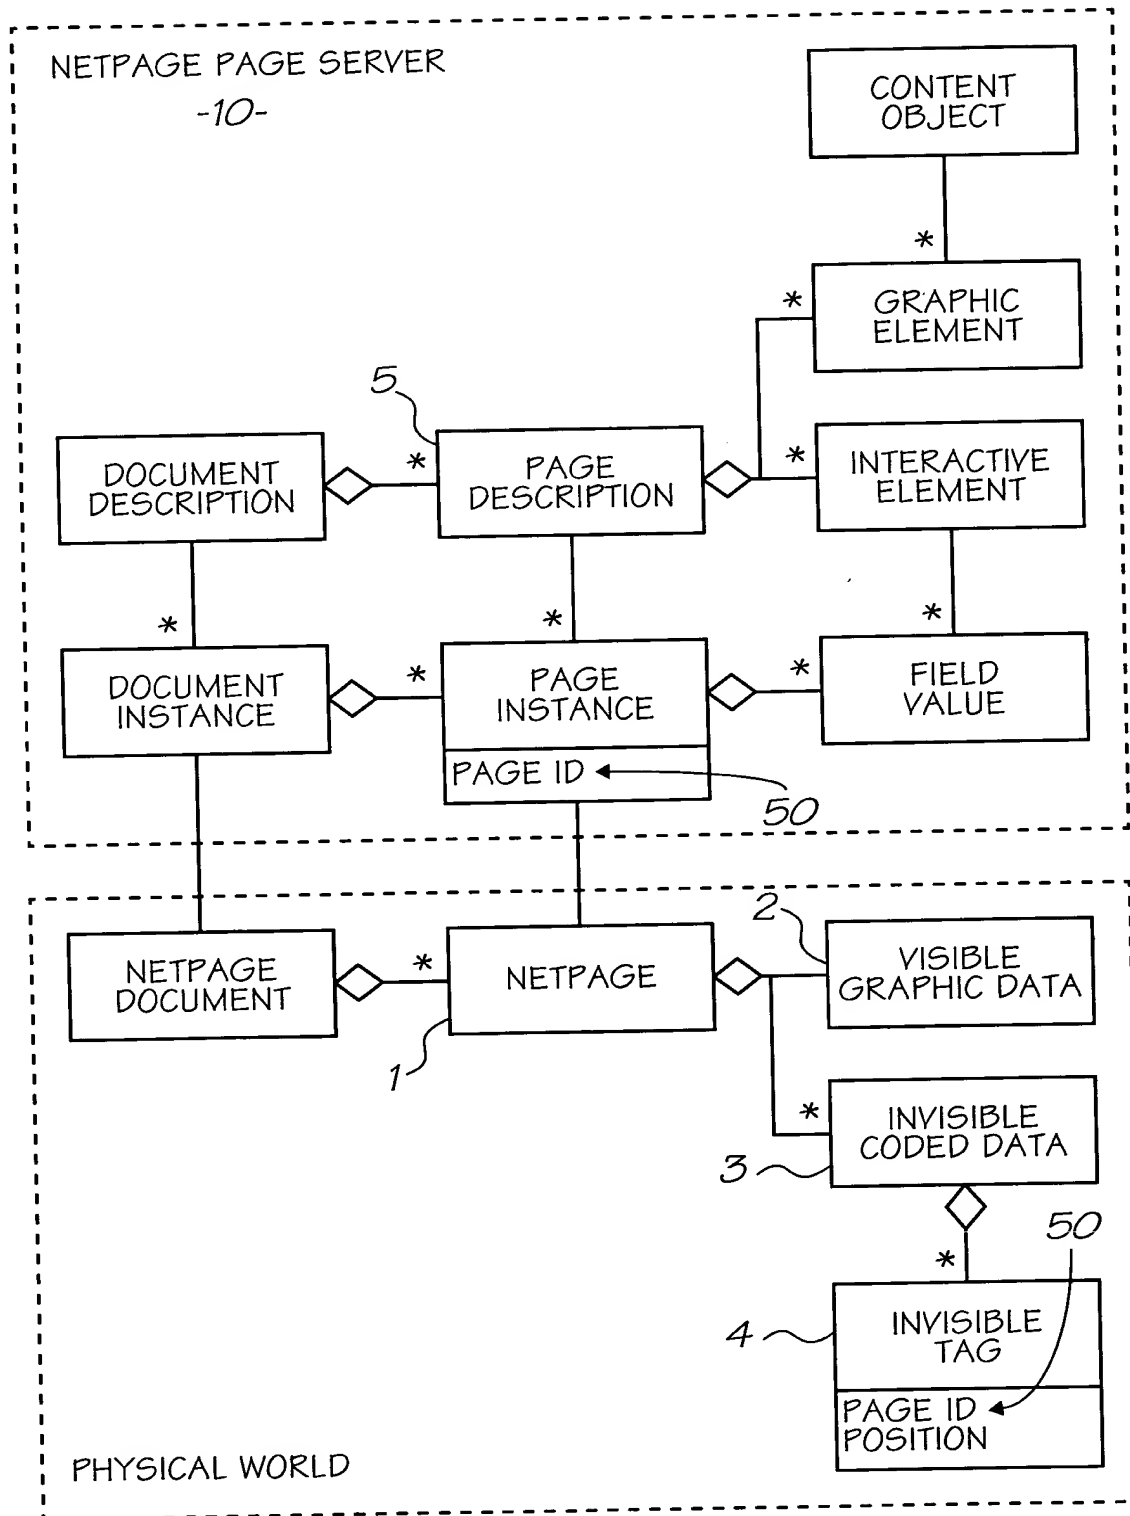 NETPAGE PAGE SERVER
-10-
CONTENT
OBJECT
*
GRAPHIC
ELEMENT
*
5
DOCUMENT
DESCRIPTION
*
PAGE
DESCRIPTION
*
INTERACTIVE
ELEMENT
*
*
*
DOCUMENT
INSTANCE
*
PAGE
INSTANCE
*
FIELD
VALUE
PAGE ID
50
NETPAGE
DOCUMENT
*
NETPAGE
1
2
VISIBLE
GRAPHIC DATA
*
INVISIBLE
CODED DATA
3
*
50
4
INVISIBLE
TAG
PAGE ID
POSITION
PHYSICAL WORLD